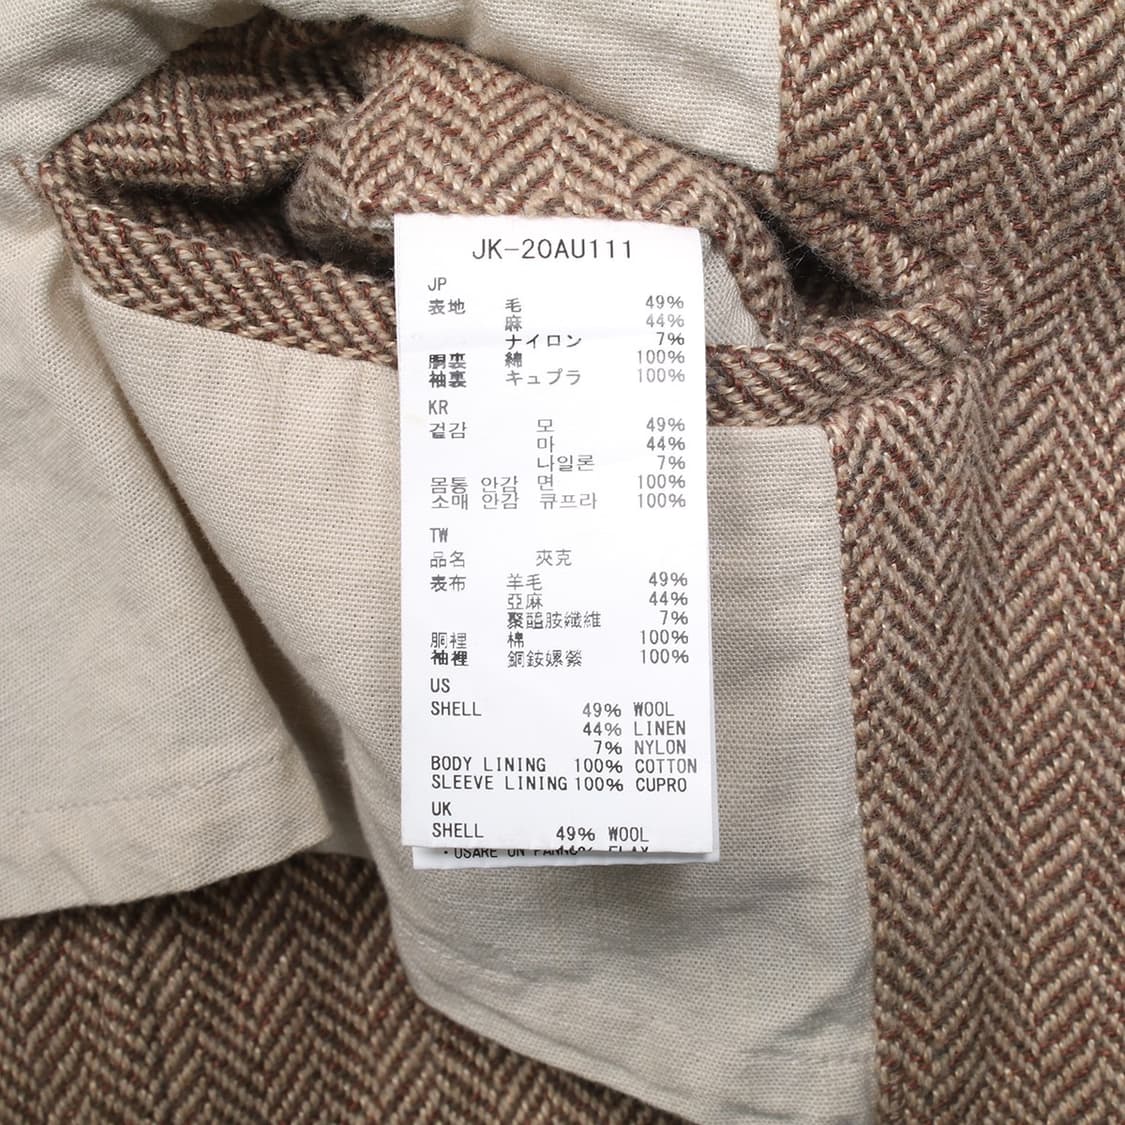 JK-20AU111
JP
表地 毛 49%
麻 44%
ナイロン 7%
胴裏 綿 100%
袖裏 キュプラ 100%
KR
겉감 모 49%
마 44%
나일론 7%
몸통 안감 면 100%
소매 안감 큐프라 100%
TW
品名 夾克
表布 羊毛 49%
亞麻 44%
聚醯胺纖維 7%
胴裡 棉 100%
袖裡 銅銨嫘縈 100%
US
SHELL 49% WOOL
44% LINEN
7% NYLON
BODY LINING 100% COTTON
SLEEVE LINING 100% CUPRO
UK
SHELL 49% WOOL
44% FLAX
・USARE UN PANNO